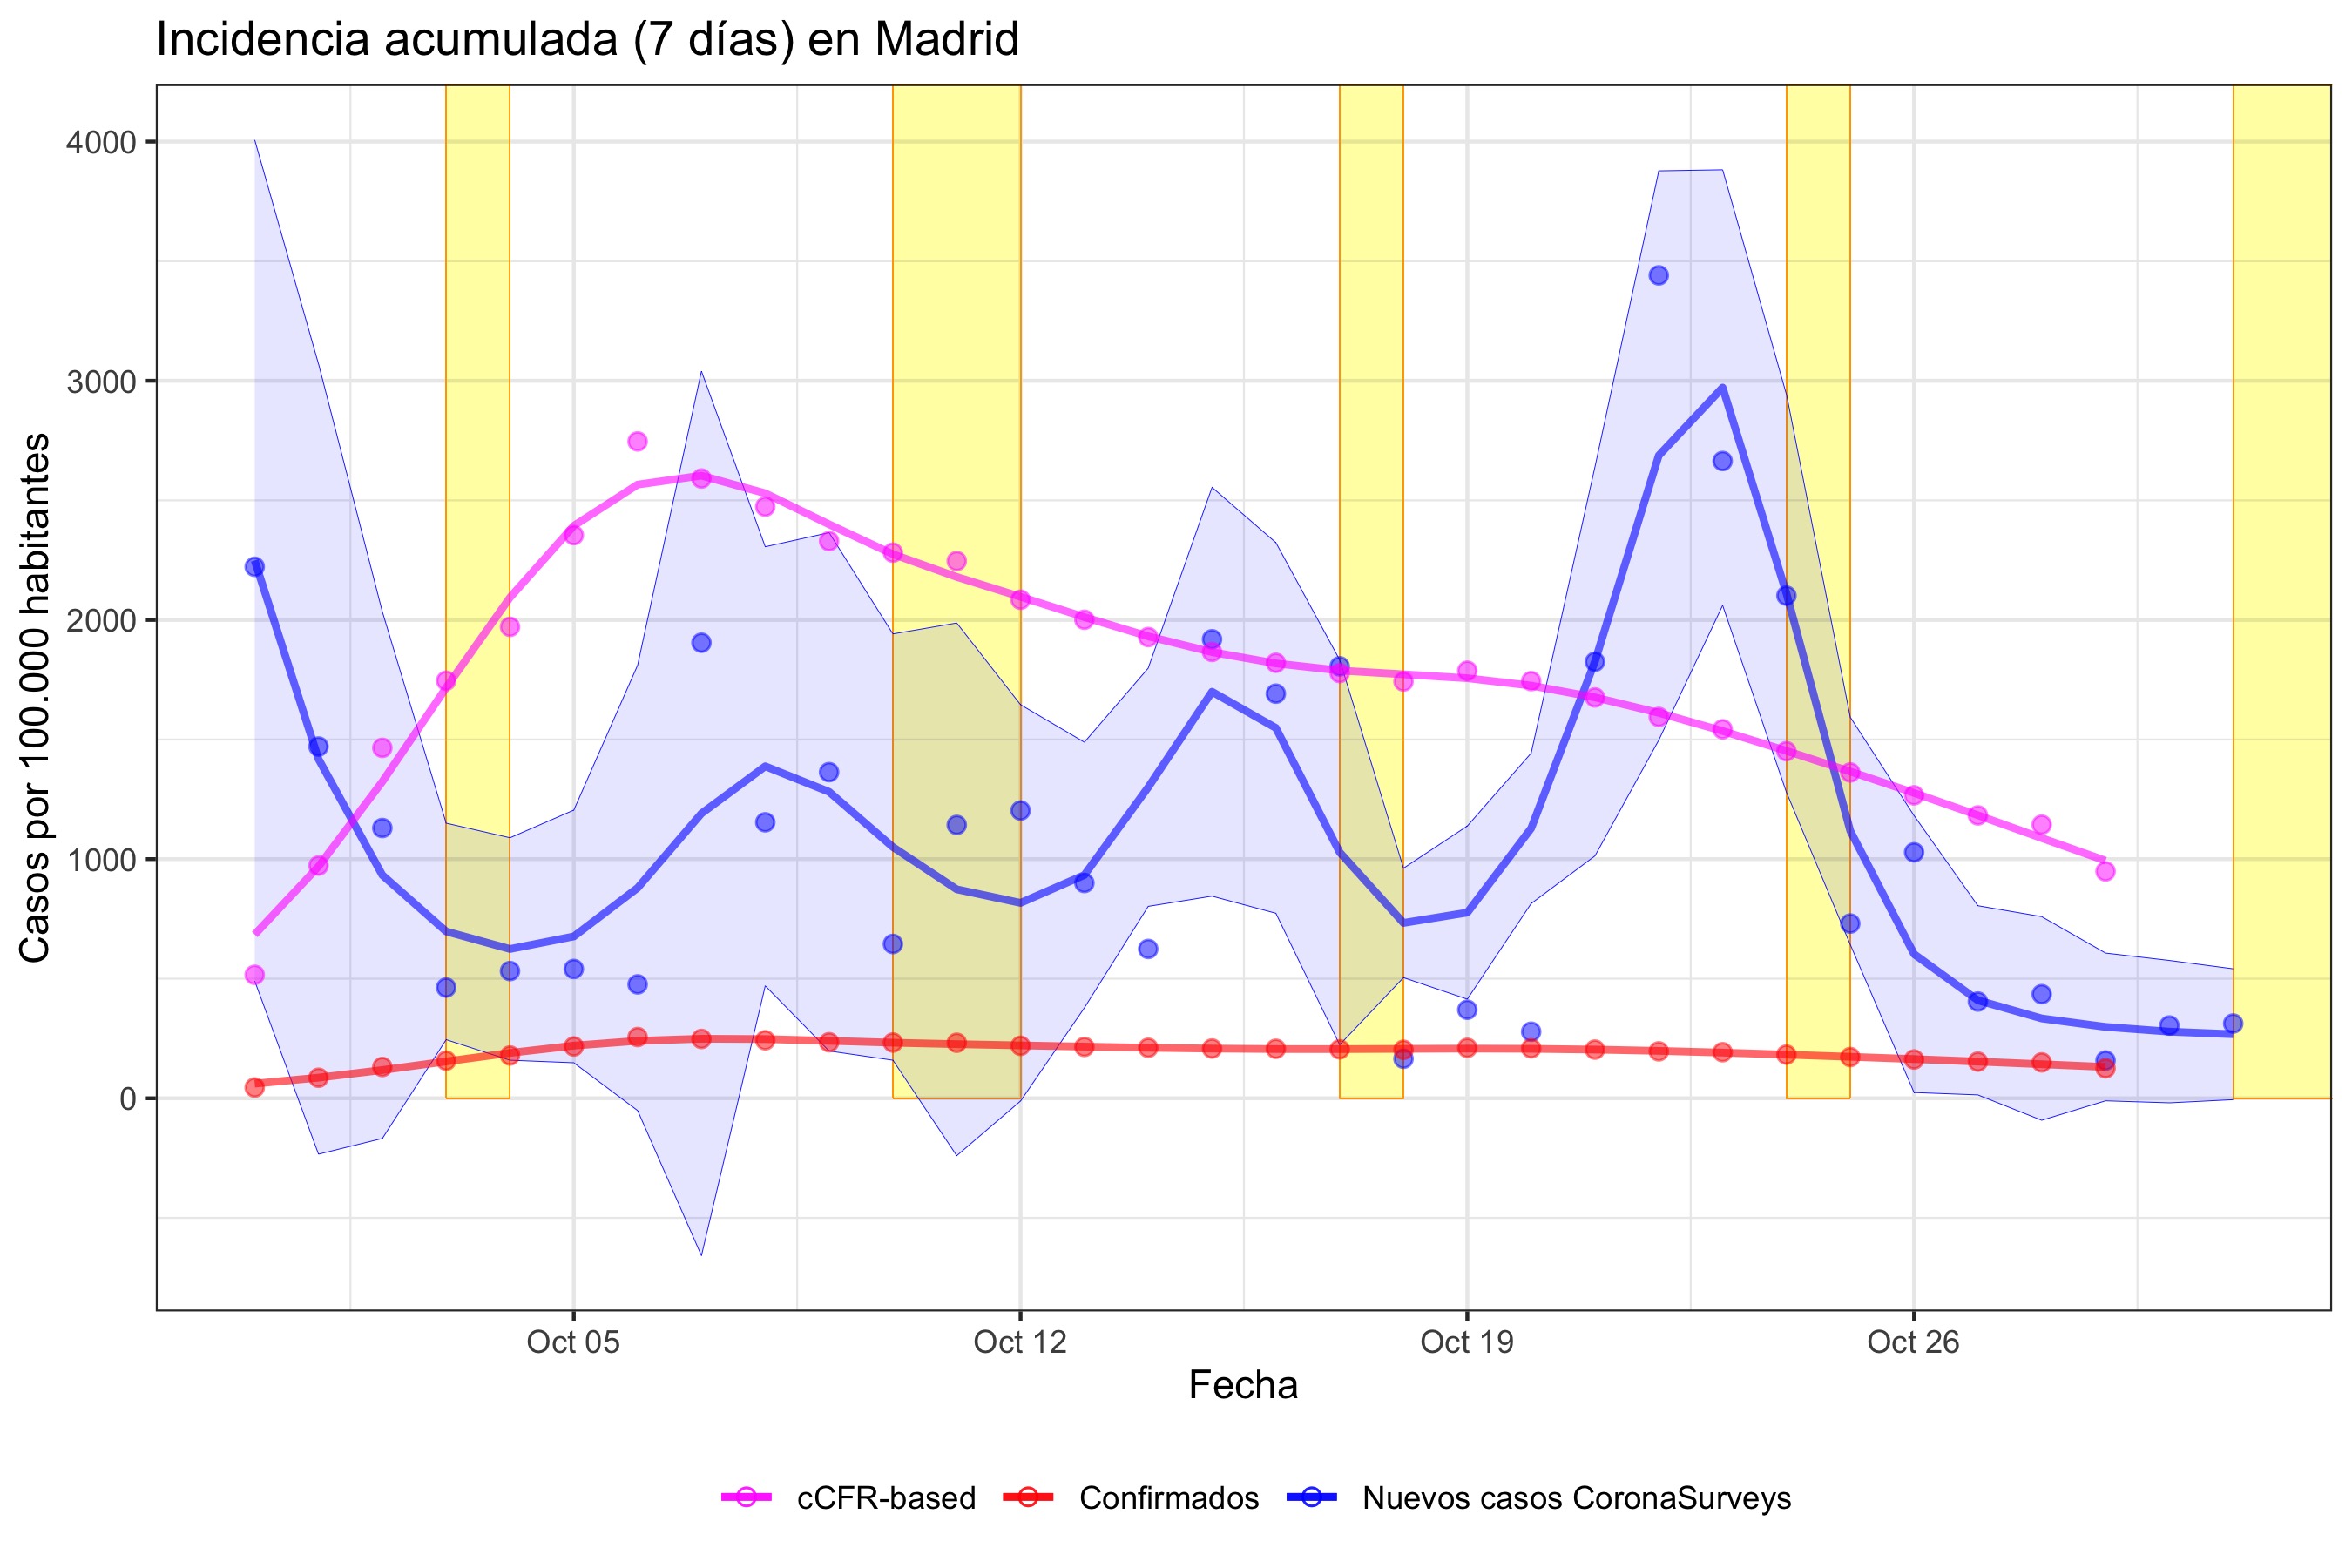 Incidencia acumulada (7 días) en Madrid
Casos por 100.000 habitantes
4000
3000
2000
1000
0
Oct 05 Oct 12 Oct 19 Oct 26
Fecha
cCFR-based Confirmados Nuevos casos CoronaSurveys